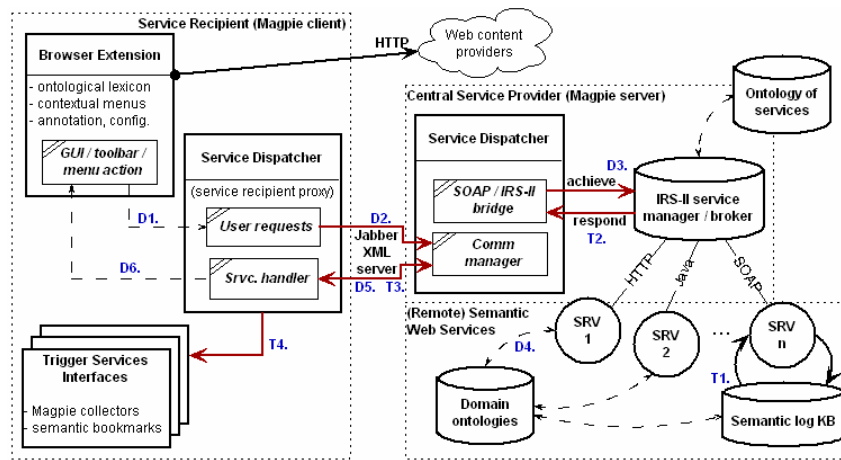 Service Recipient (Magpie client)
Browser Extension
- ontological lexicon
- contextual menus
- annotation, config.
GUI / toolbar /
menu action
HTTP
Web content
providers
Central Service Provider (Magpie server)
Ontology of
services
Service Dispatcher
(service recipient proxy)
User requests
Srvc. handler
D1.
D6.
D2.
Jabber
XML
server
D5. T3.
Service Dispatcher
SOAP / IRS-II
bridge
Comm
manager
D3.
achieve
respond
T2.
IRS-II service
manager / broker
HTTP
Java
SOAP
T4.
Trigger Services
Interfaces
- Magpie collectors
- semantic bookmarks
(Remote) Semantic
Web Services
SRV
1
SRV
2
...
SRV
n
D4.
T1.
Domain
ontologies
Semantic log KB